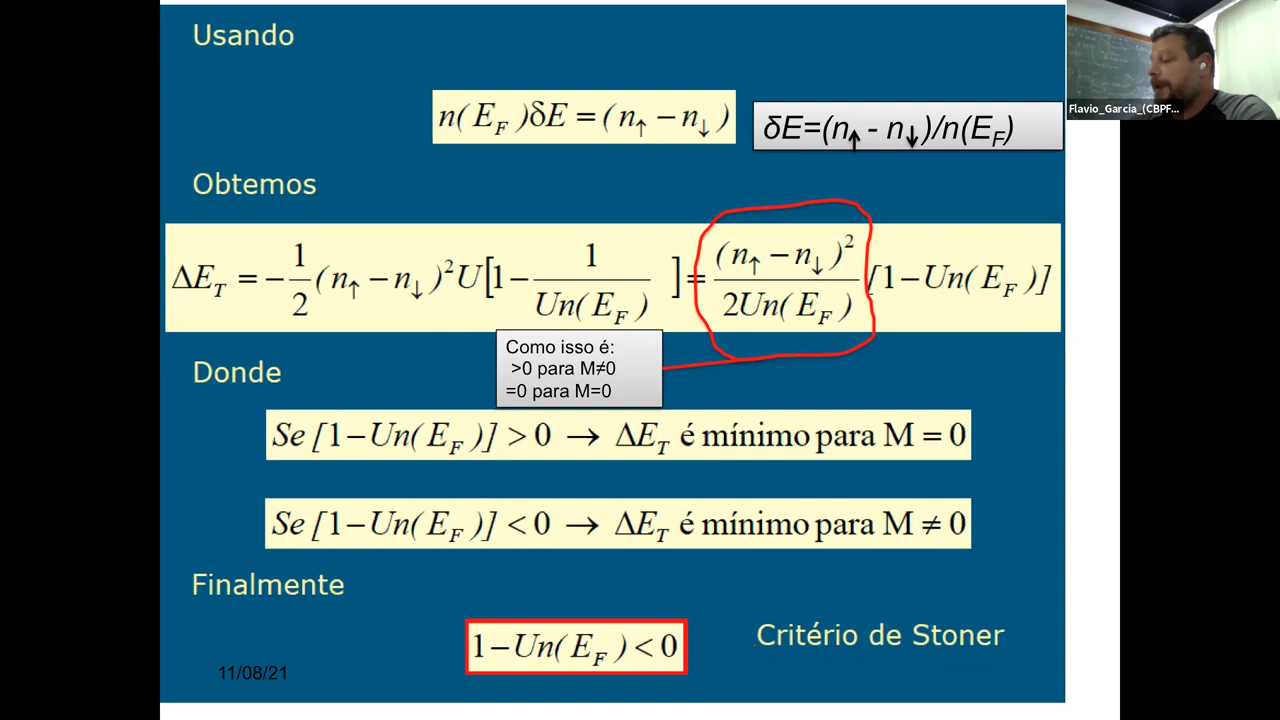 Usando
n(E_F)δE = (n↑ − n↓)
δE=(n↑ - n↓)/n(E_F)
Flavio_Garcia_(CBPF...
Obtemos
ΔE_T = −1/2 (n↑ − n↓)²U[1− 1/Un(E_F) ]= (n↑ − n↓)²/2Un(E_F) [1−Un(E_F)]
Como isso é:
>0 para M≠0
=0 para M=0
Donde
Se [1−Un(E_F)] > 0 → ΔE_T é mínimo para M = 0
Se [1−Un(E_F)] < 0 → ΔE_T é mínimo para M ≠ 0
Finalmente
1−Un(E_F) < 0
Critério de Stoner
11/08/21